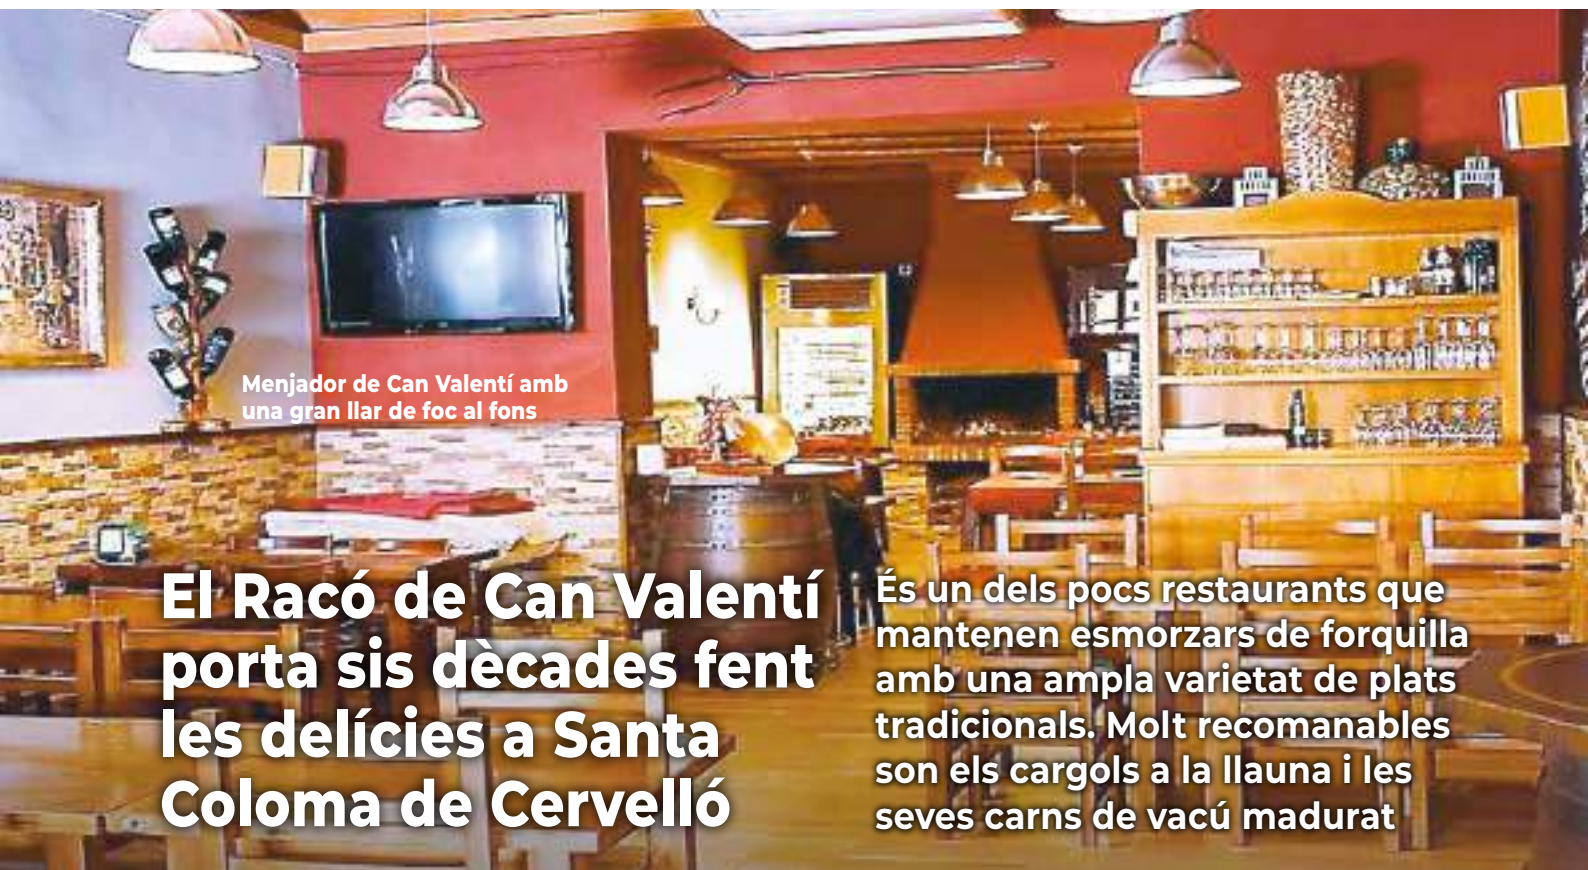 Menjador de Can Valentí amb
una gran llar de foc al fons
El Racó de Can Valentí
porta sis dècades fent
les delícies a Santa
Coloma de Cervelló
És un dels pocs restaurants que
mantenen esmorzars de forquilla
amb una ampla varietat de plats
tradicionals. Molt recomanables
son els cargols a la llauna i les
seves carns de vacú madurat